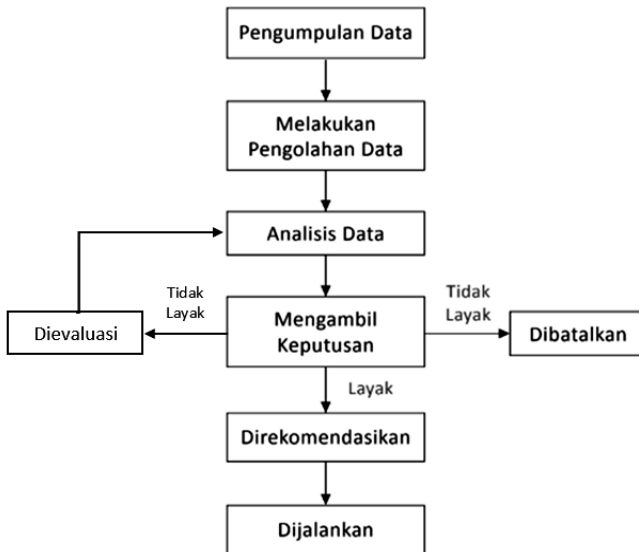 Pengumpulan Data
Melakukan
Pengolahan Data
Analisis Data
Tidak
Layak
Tidak
Layak
Dievaluasi
Mengambil
Keputusan
Dibatalkan
Layak
Direkomendasikan
Dijalankan